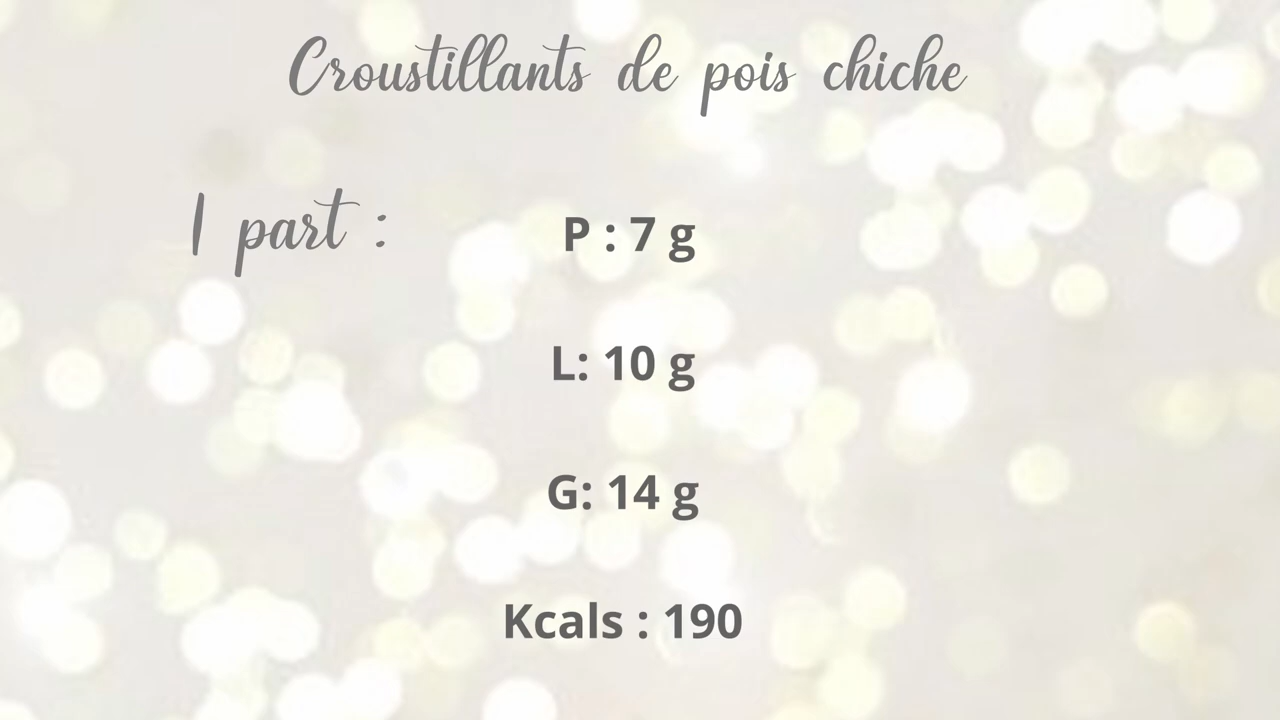 Croustillants de pois chiche
1 part :
P : 7 g
L: 10 g
G: 14 g
Kcals : 190